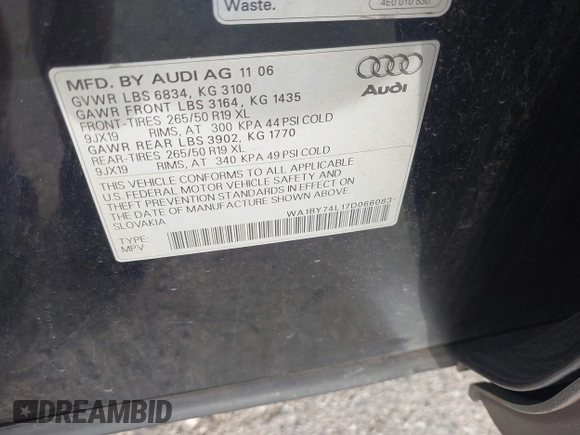 Waste.
4E0 010 530
MFD. BY AUDI AG 11 06
GVWR LBS 6834, KG 3100
GAWR FRONT LBS 3164, KG 1435
FRONT-TIRES 265/50 R19 XL
9JX19 RIMS, AT 300 KPA 44 PSI COLD
GAWR REAR LBS 3902, KG 1770
REAR-TIRES 265/50 R19 XL
9JX19 RIMS, AT 340 KPA 49 PSI COLD
THIS VEHICLE CONFORMS TO ALL APPLICABLE
U.S. FEDERAL MOTOR VEHICLE SAFETY AND
THEFT PREVENTION STANDARDS IN EFFECT ON
THE DATE OF MANUFACTURE SHOWN ABOVE
SLOVAKIA
WA1BY74L17D066083
TYPE:
MPV
Audi
DREAMBID